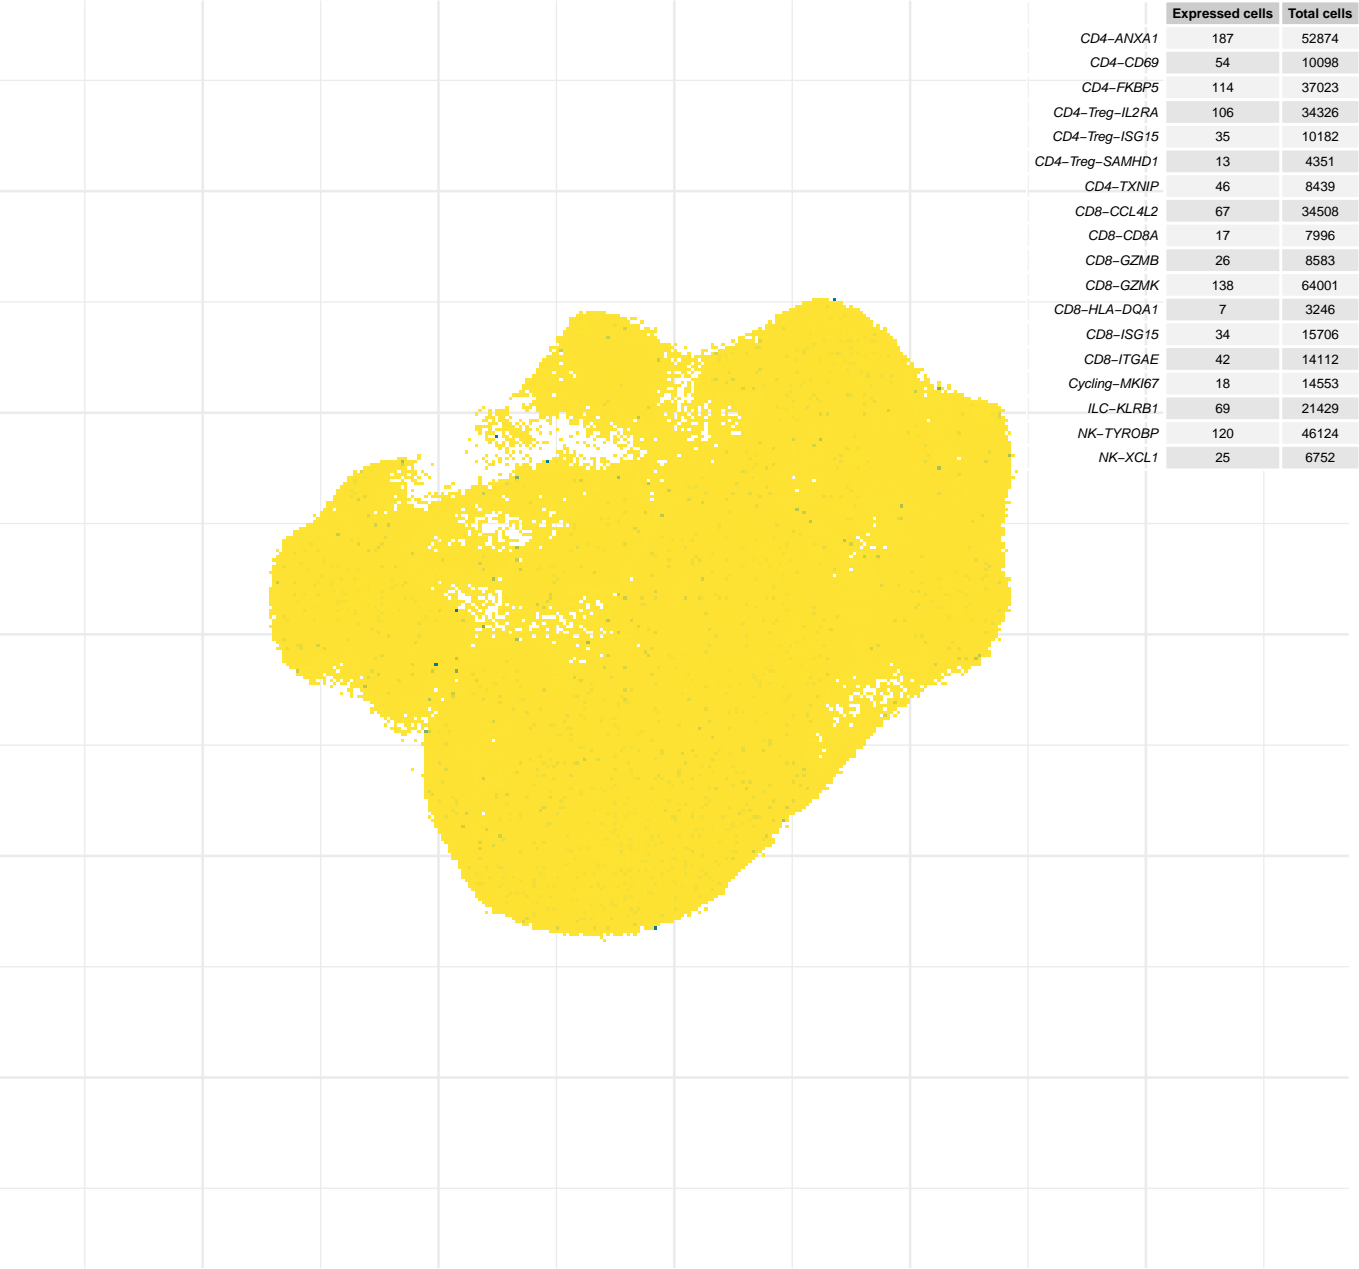 Expressed cells Total cells
CD4−ANXA1 187 52874
CD4−CD69 54 10098
CD4−FKBP5 114 37023
CD4−Treg−IL2RA 106 34326
CD4−Treg−ISG15 35 10182
CD4−Treg−SAMHD1 13 4351
CD4−TXNIP 46 8439
CD8−CCL4L2 67 34508
CD8−CD8A 17 7996
CD8−GZMB 26 8583
CD8−GZMK 138 64001
CD8−HLA−DQA1 7 3246
CD8−ISG15 34 15706
CD8−ITGAE 42 14112
Cycling−MKI67 18 14553
ILC−KLRB1 69 21429
NK−TYROBP 120 46124
NK−XCL1 25 6752